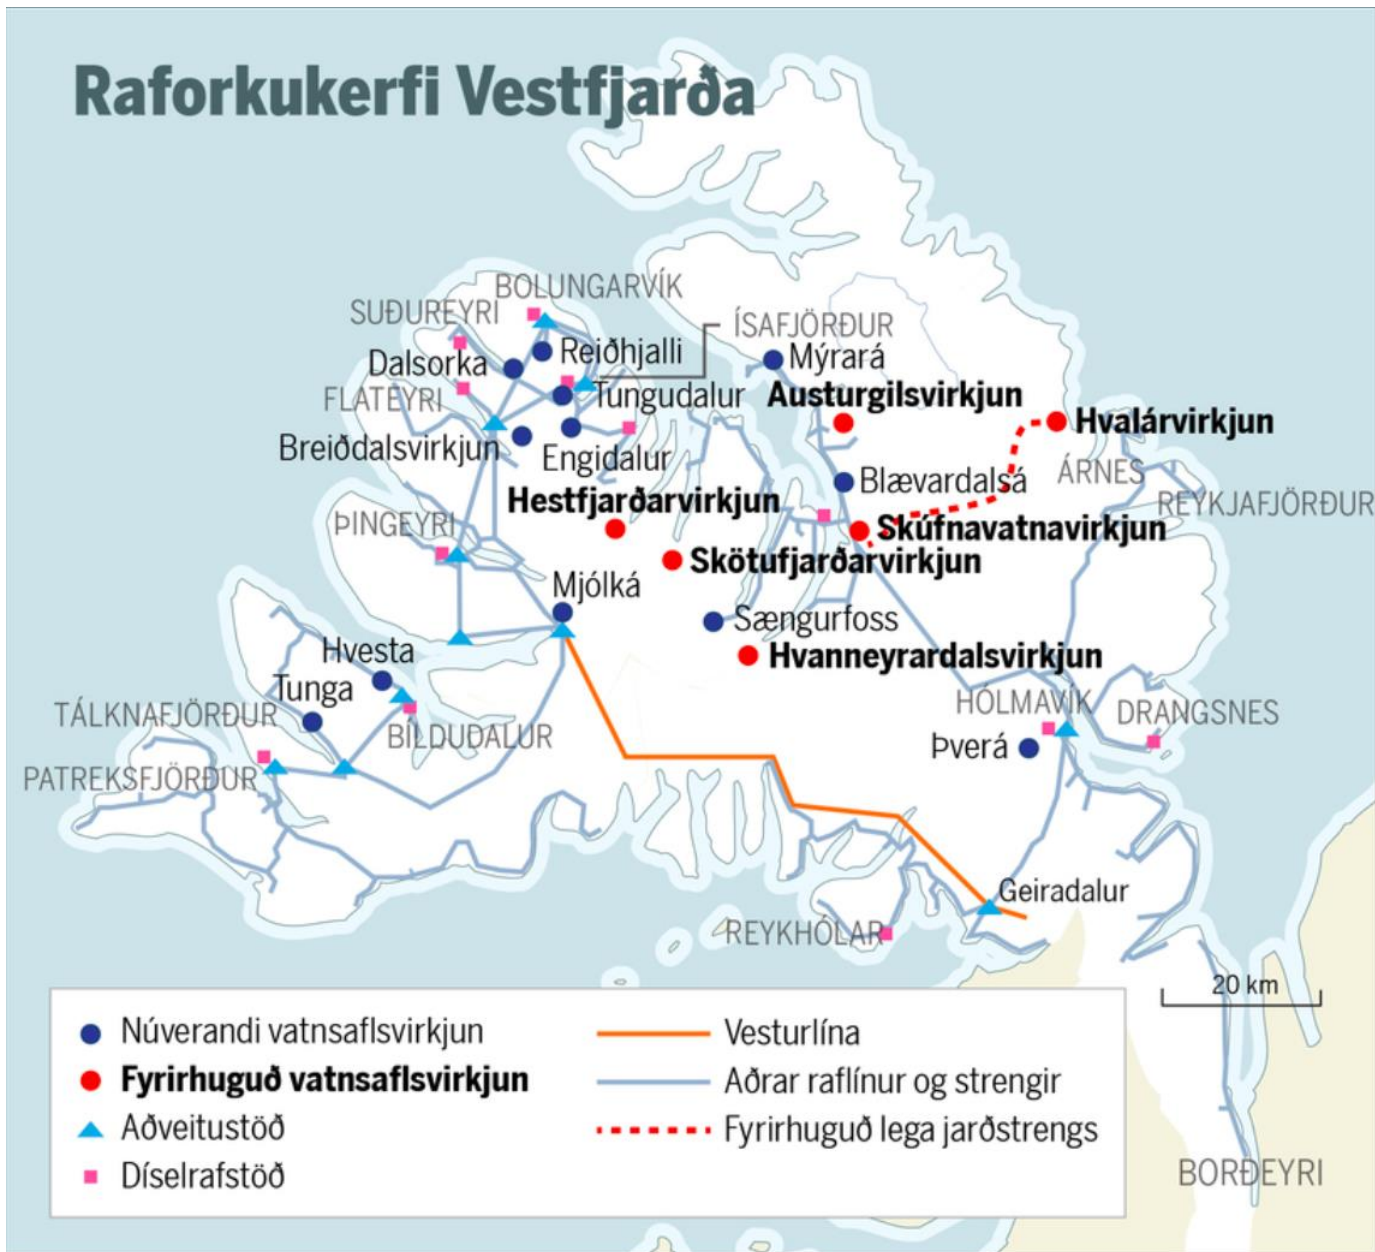 Raforkukerfi Vestfjarða
BOLUNGARVÍK
SUÐUREYRI
ÍSAFJÖRÐUR
Reiðhjalli
Mýrará
Dalsorka
Tungudalur
Austurgilsvirkjun
FLATEYRI
Hvalárvirkjun
Breiðdalsvirkjun
Engidalur
ÁRNES
Blævardalsá
Hestfjarðarvirkjun
REYKJAFJÖRÐUR
ÞINGEYRI
Skúfnavatnavirkjun
Skötufjarðarvirkjun
Mjólká
Sængurfoss
Hvesta
Hvanneyrardalsvirkjun
Tunga
HÓLMAVÍK
TÁLKNAFJÖRÐUR
DRANGSNES
BÍLDUDALUR
Þverá
PATREKSFJÖRÐUR
Geiradalur
REYKHÓLAR
20 km
Núverandi vatnsaflsvirkjun
Fyrirhuguð vatnsaflsvirkjun
Aðveitustöð
Díselrafstöð
Vesturlína
Aðrar raflínur og strengir
Fyrirhuguð lega jarðstrengs
BORÐEYRI